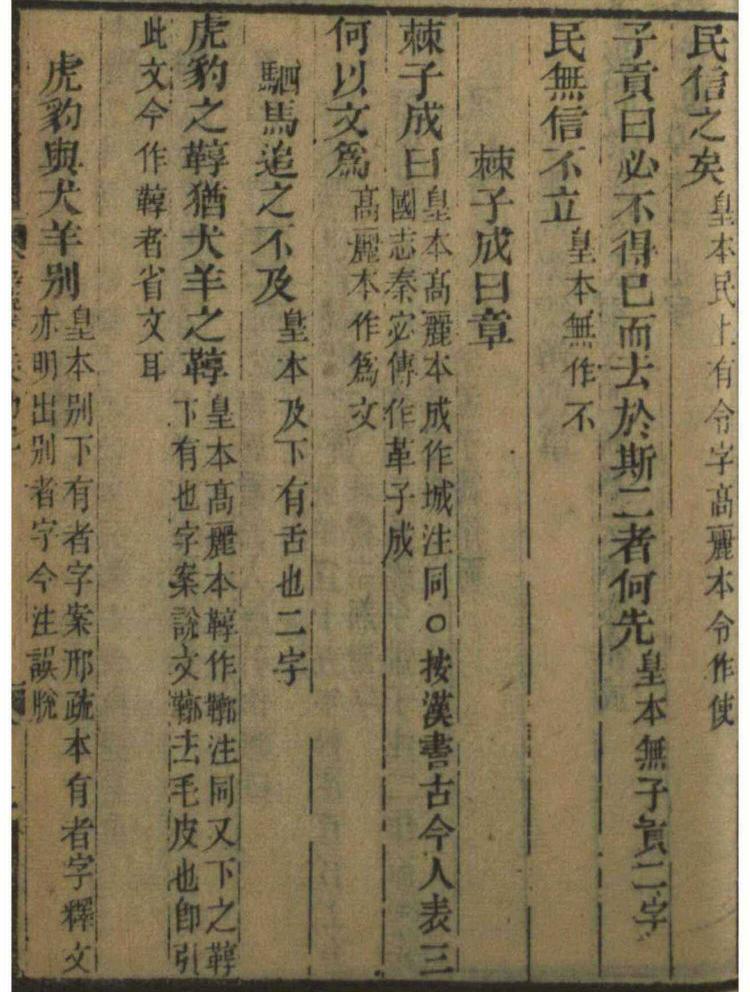 民信之矣皇本民上有令字高麗本令作使
子貢曰必不得已而去於斯二者何先皇本無子貢二字
民無信不立皇本無作不
棘子成曰章
棘子成曰皇本高麗本成作城注同○按漢書古今人表三
國志秦宓傳作革子成
何以文爲高麗本作爲文
駟馬追之不及皇本及下有舌也二字
虎豹之鞹猶犬羊之鞹皇本高麗本鞹作鞟注同又下之鞹
下有也字案說文鞹去毛皮也卽引
此文今作鞟者省文耳
虎豹與犬羊别皇本别下有者字案邢疏本有者字釋文
亦明出别者字今注誤脫